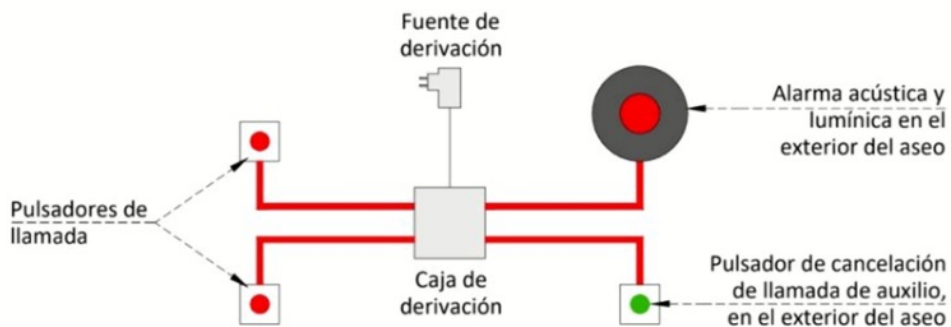 Fuente de
derivación
Alarma acústica y
lumínica en el
exterior del aseo
Pulsadores de
llamada
Caja de
derivación
Pulsador de cancelación
de llamada de auxilio,
en el exterior del aseo